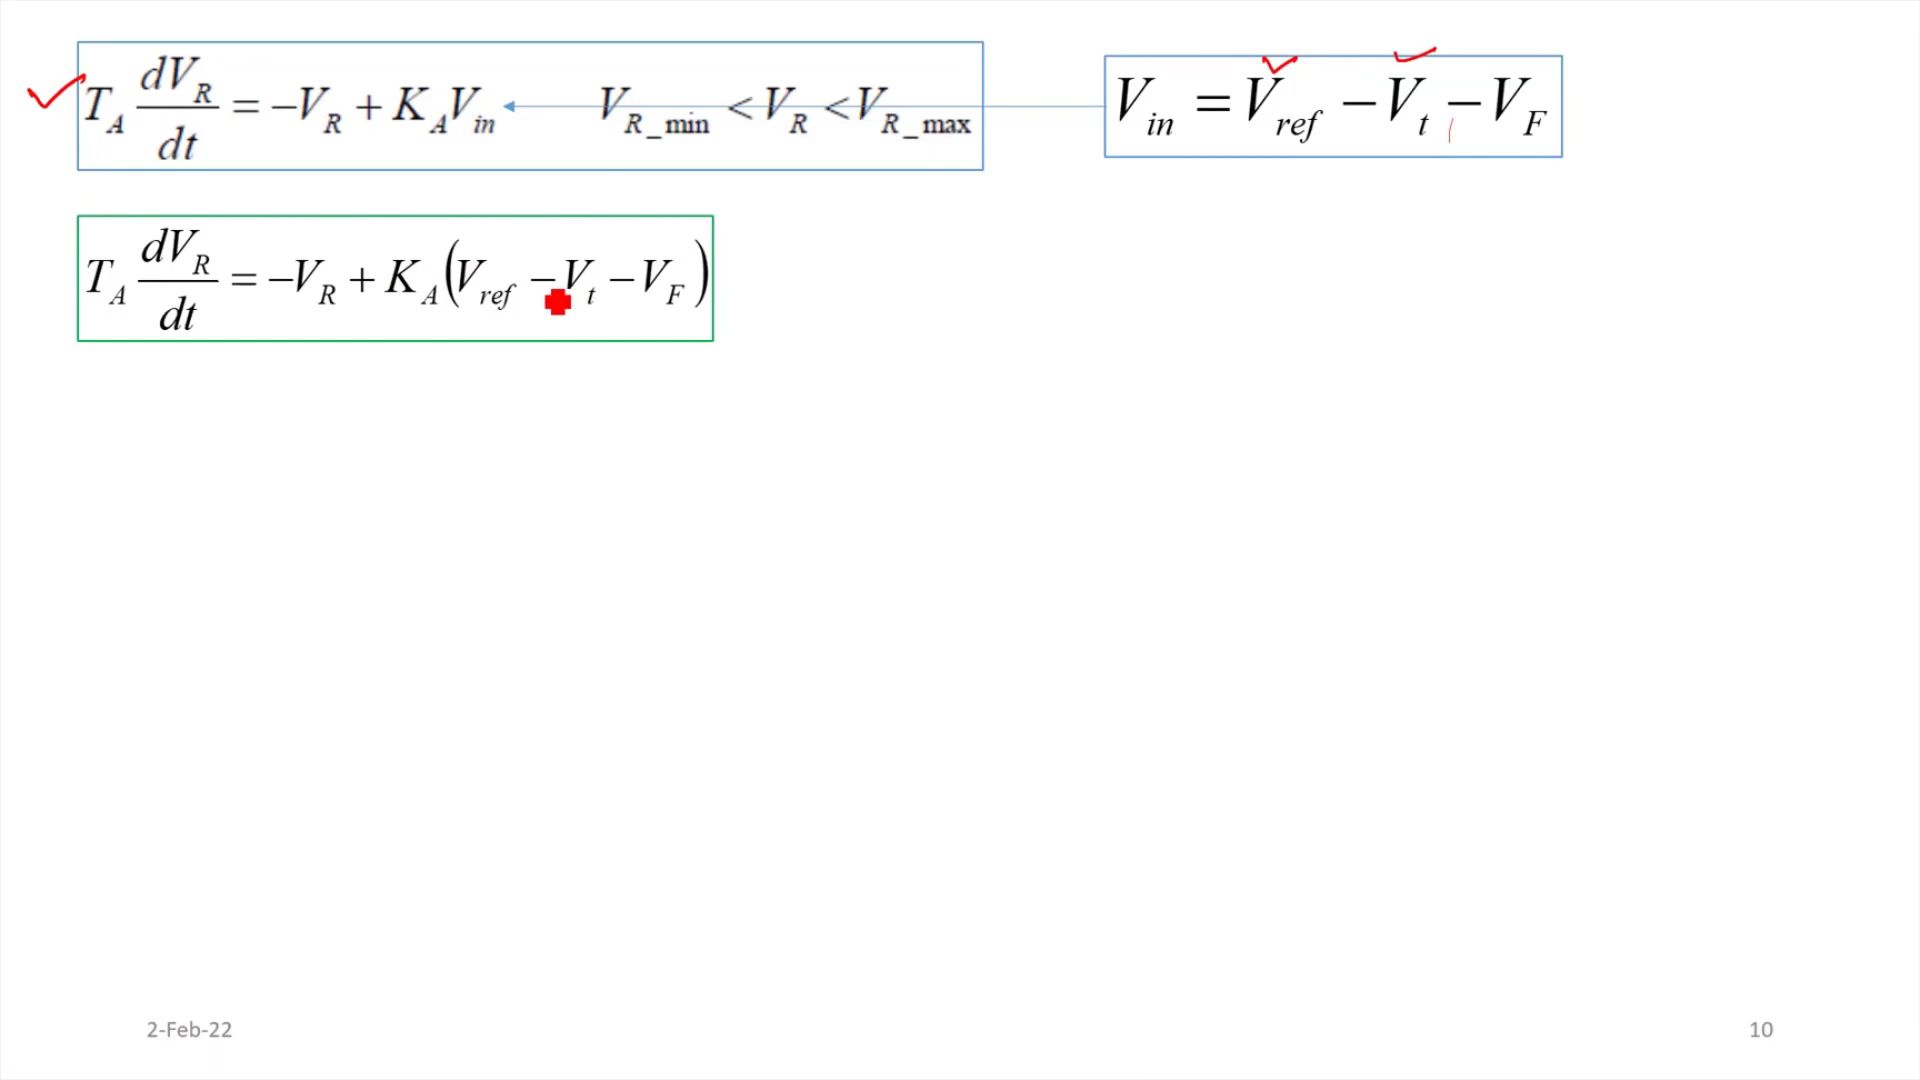 T_A dV_R/dt = −V_R + K_A V_in    V_R_min < V_R < V_R_max    V_in = V_ref − V_t − V_F
T_A dV_R/dt = −V_R + K_A (V_ref − V_t − V_F)
2-Feb-22    10